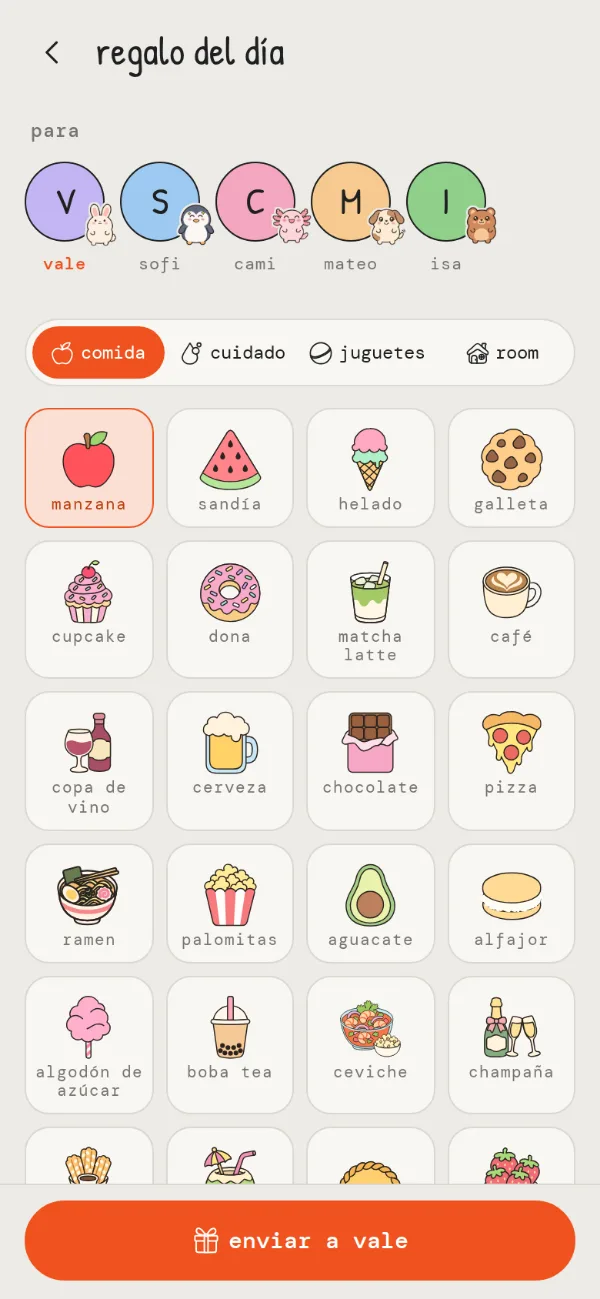 regalo del día
para
V S C M I
vale sofi cami mateo isa
comida cuidado juguetes room
manzana sandía helado galleta
cupcake dona matcha latte café
copa de vino cerveza chocolate pizza
ramen palomitas aguacate alfajor
algodón de azúcar boba tea ceviche champaña
enviar a vale